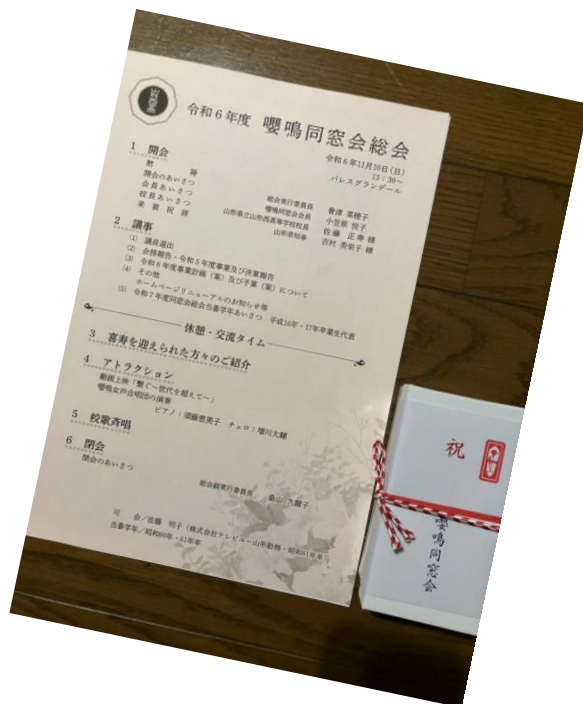 令和６年度 嚶鳴同窓会総会
令和６年11月10日（日）
13：30〜
パレスグランデール
1 開会
黙 祷
開会のあいさつ 総会実行委員長 會津 菜穂子
会長あいさつ 嚶鳴同窓会会長 小笠原 悦子
校長あいさつ 山形県立山形西高等学校校長 佐藤 正寿 様
来賓祝辞 山形県知事 吉村 美栄子 様
2 議事
⑴ 議長選出
⑵ 会務報告・令和５年度事業及び決算報告
⑶ 令和６年度事業計画（案）及び予算（案）について
⑷ その他
ホームページリニューアルのお知らせ等
⑸ 令和７年度同窓会総会当番学年あいさつ 平成16年・17年卒業生代表
休憩・交流タイム
3 喜寿を迎えられた方々のご紹介
4 アトラクション
動画上映「繋ぐ〜世代を超えて〜」
嚶鳴女声合唱団の演奏
ピアノ：須藤恵美子 チェロ：増川大輔
5 校歌斉唱
6 閉会
閉会のあいさつ 総会副実行委員長 桑山 久爾子
司 会／佐藤 明子（株式会社テレビュー山形勤務・昭和61年卒）
当番学年／昭和60年・61年卒
祝
嚶鳴同窓会